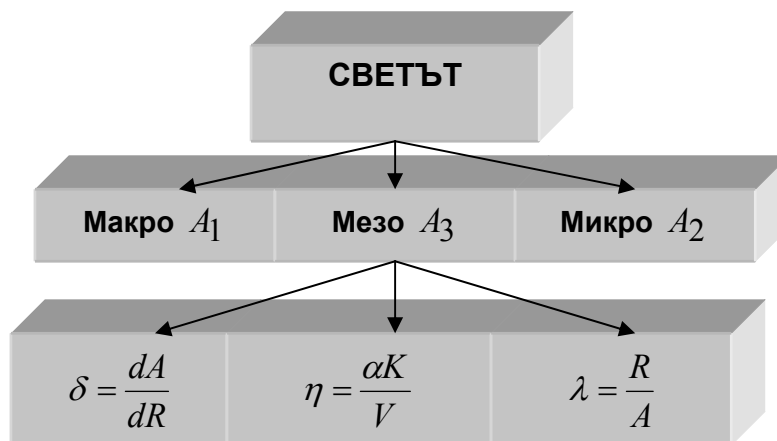 СВЕТЪТ
Макро A₁ Мезо A₃ Микро A₂
δ = dA/dR η = αK/V λ = R/A